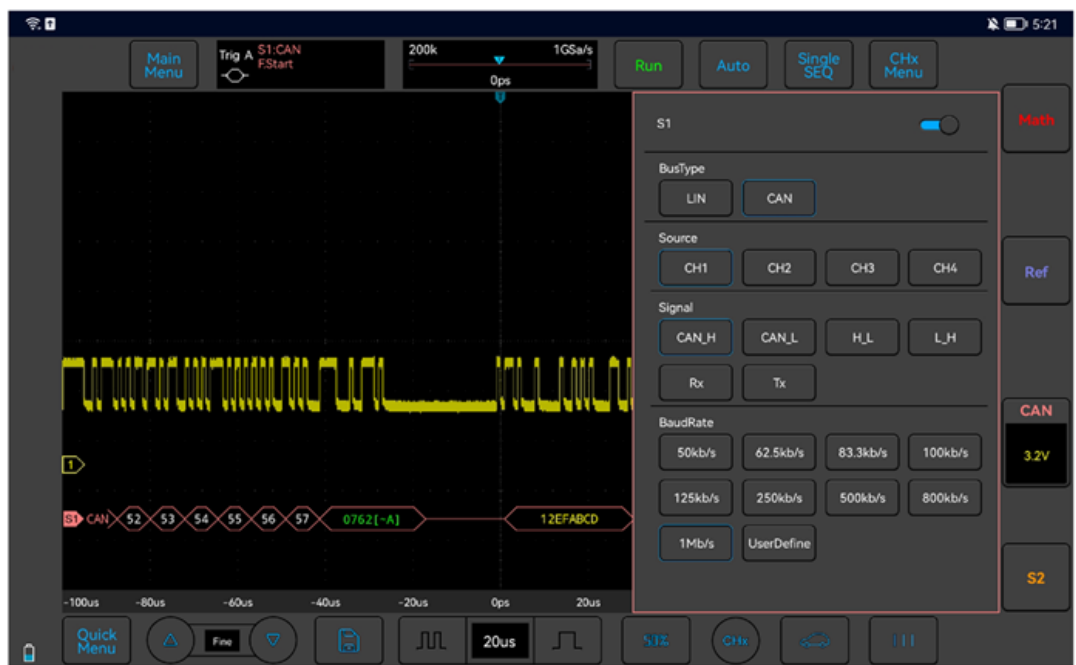 5:21
Main
Menu
Trig A S1:CAN
F.Start
200k 1GSa/s
0ps
Run
Auto
Single
SEQ
CHx
Menu
S1
Math
BusType
LIN CAN
Source
CH1 CH2 CH3 CH4
Ref
Signal
CAN_H CAN_L H_L L_H
Rx Tx
BaudRate
50kb/s 62.5kb/s 83.3kb/s 100kb/s
125kb/s 250kb/s 500kb/s 800kb/s
1Mb/s UserDefine
CAN
3.2V
S2
1
S1 CAN 52 53 54 55 56 57 0762[~A] 12EFABCD
-100us -80us -60us -40us -20us 0ps 20us
Quick
Menu
Fine
20us
50%
CHx